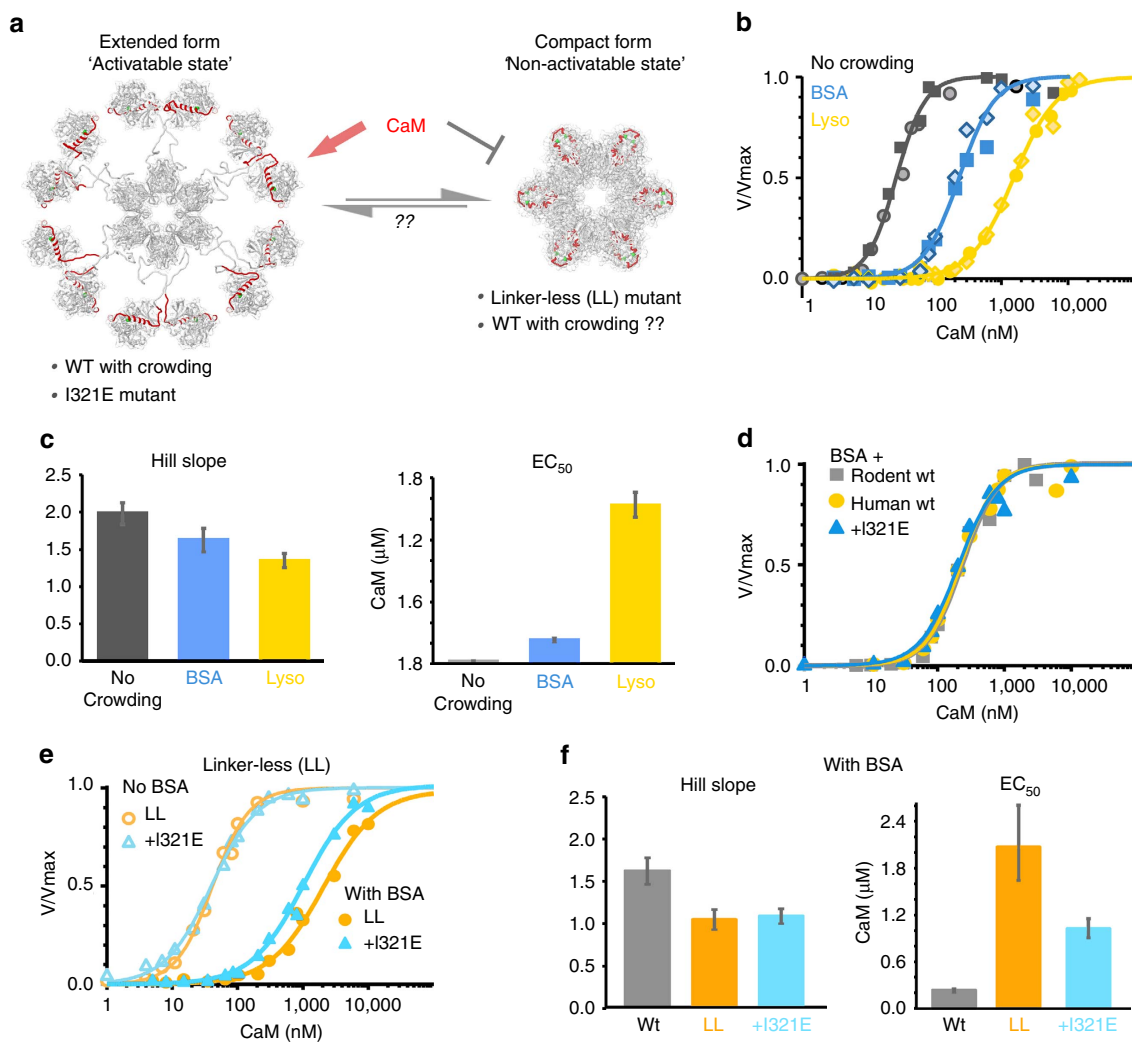 a
Extended form
'Activatable state'
Compact form
'Non-activatable state'
CaM
??
• WT with crowding
• I321E mutant
• Linker-less (LL) mutant
• WT with crowding ??
b
No crowding
BSA
Lyso
V/Vmax
1.0
0.5
0.0
1
10
100
1,000
10,000
CaM (nM)
c
Hill slope
2.5
2.0
1.5
1.0
0.5
0.0
No
Crowding
BSA
Lyso
EC50
CaM (μM)
1.8
1.2
1.6
1.8
No
Crowding
BSA
Lyso
d
BSA +
Rodent wt
Human wt
+I321E
V/Vmax
1.0
0.5
0.0
1
10
100
1,000
10,000
CaM (nM)
e
Linker-less (LL)
No BSA
LL
+I321E
With BSA
LL
+I321E
V/Vmax
1.0
0.5
0.0
1
10
100
1,000
10,000
CaM (nM)
f
With BSA
Hill slope
2.5
2.0
1.5
1.0
0.5
0.0
Wt
LL
+I321E
EC50
CaM (μM)
2.4
1.8
1.2
0.6
0.0
Wt
LL
+I321E